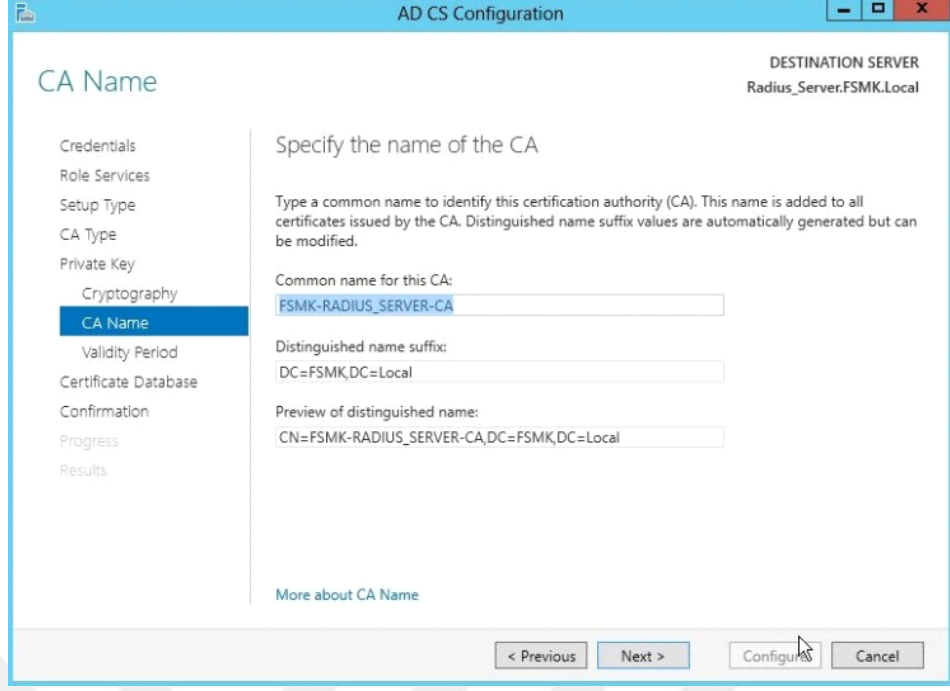 AD CS Configuration
CA Name
DESTINATION SERVER
Radius_Server.FSMK.Local
Credentials
Role Services
Setup Type
CA Type
Private Key
Cryptography
CA Name
Validity Period
Certificate Database
Confirmation
Progress
Results
Specify the name of the CA
Type a common name to identify this certification authority (CA). This name is added to all
certificates issued by the CA. Distinguished name suffix values are automatically generated but can
be modified.
Common name for this CA:
FSMK-RADIUS_SERVER-CA
Distinguished name suffix:
DC=FSMK,DC=Local
Preview of distinguished name:
CN=FSMK-RADIUS_SERVER-CA,DC=FSMK,DC=Local
More about CA Name
< Previous
Next >
Configure
Cancel